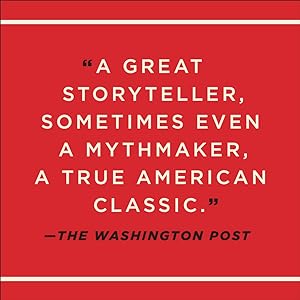 “A GREAT
STORYTELLER,
SOMETIMES EVEN
A MYTHMAKER,
A TRUE AMERICAN
CLASSIC.”
—THE WASHINGTON POST